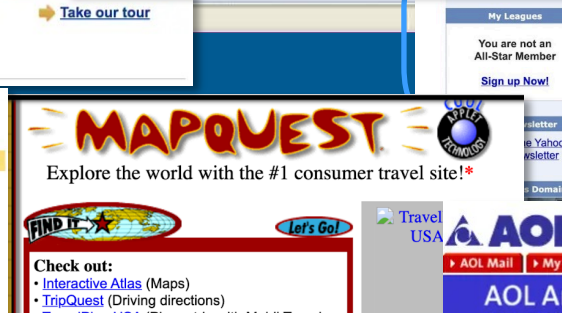 Take our tour
My Leagues
You are not an
All-Star Member
Sign up Now!
MAPQUEST
COOL
APPLET
TECHNOLOGY
Explore the world with the #1 consumer travel site!*
Yahoo
FIND IT
Let's Go!
Travel
USA
Check out:
• Interactive Atlas (Maps)
• TripQuest (Driving directions)
AOL Mail
My